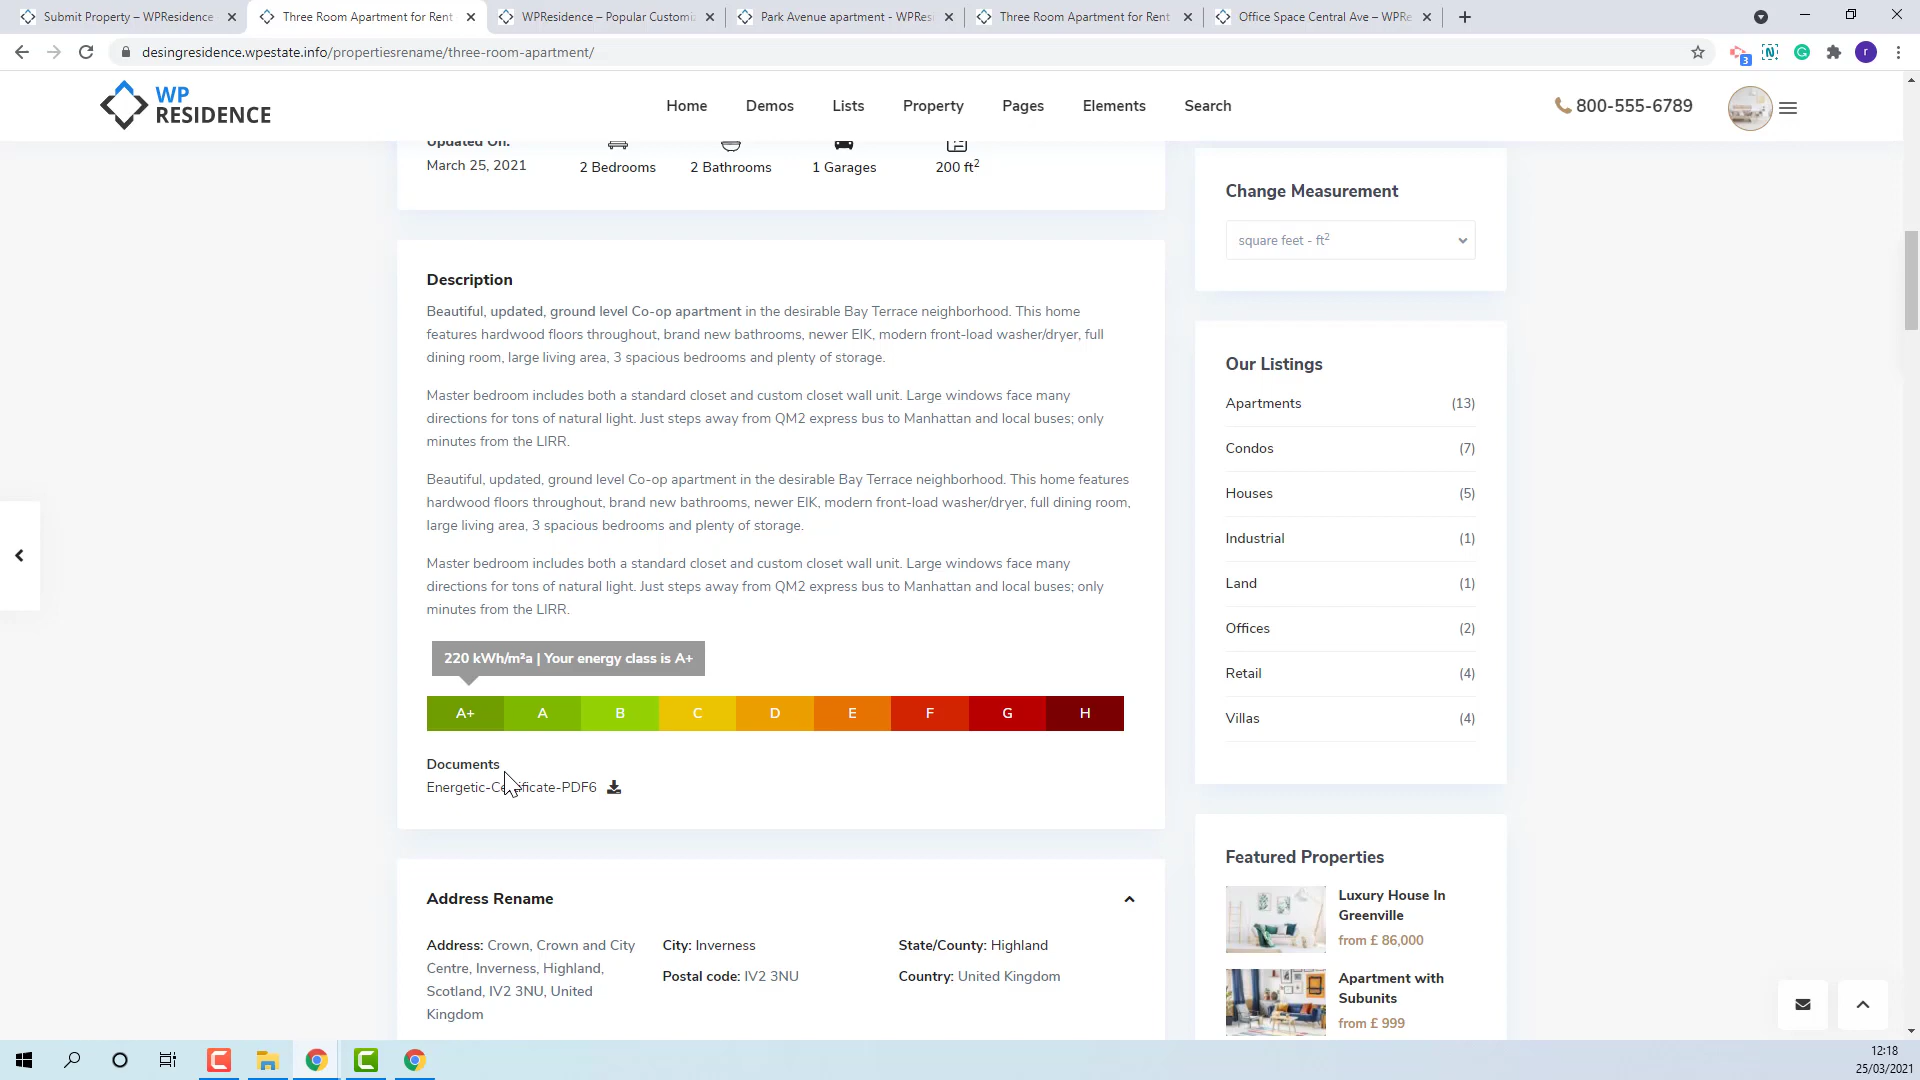 Submit Property – WPResidence
Three Room Apartment for Rent
WPResidence – Popular Customi
Park Avenue apartment - WPRes
Three Room Apartment for Rent
Office Space Central Ave – WPRe
desingresidence.wpestate.info/propertiesrename/three-room-apartment/
3
r
WP
RESIDENCE
Home
Demos
Lists
Property
Pages
Elements
Search
800-555-6789
Updated On:
March 25, 2021
2 Bedrooms
2 Bathrooms
1 Garages
200 ft²
Description
Beautiful, updated, ground level Co-op apartment in the desirable Bay Terrace neighborhood. This home
features hardwood floors throughout, brand new bathrooms, newer EIK, modern front-load washer/dryer, full
dining room, large living area, 3 spacious bedrooms and plenty of storage.
Master bedroom includes both a standard closet and custom closet wall unit. Large windows face many
directions for tons of natural light. Just steps away from QM2 express bus to Manhattan and local buses; only
minutes from the LIRR.
Beautiful, updated, ground level Co-op apartment in the desirable Bay Terrace neighborhood. This home features
hardwood floors throughout, brand new bathrooms, newer EIK, modern front-load washer/dryer, full dining room,
large living area, 3 spacious bedrooms and plenty of storage.
Master bedroom includes both a standard closet and custom closet wall unit. Large windows face many
directions for tons of natural light. Just steps away from QM2 express bus to Manhattan and local buses; only
minutes from the LIRR.
220 kWh/m²a | Your energy class is A+
A+ A B C D E F G H
Documents
Energetic-Certificate-PDF6
Address Rename
Address: Crown, Crown and City
Centre, Inverness, Highland,
Scotland, IV2 3NU, United
Kingdom
City: Inverness
Postal code: IV2 3NU
State/County: Highland
Country: United Kingdom
Change Measurement
square feet - ft²
Our Listings
Apartments (13)
Condos (7)
Houses (5)
Industrial (1)
Land (1)
Offices (2)
Retail (4)
Villas (4)
Featured Properties
Luxury House In
Greenville
from £ 86,000
Apartment with
Subunits
from £ 999
12:18
25/03/2021